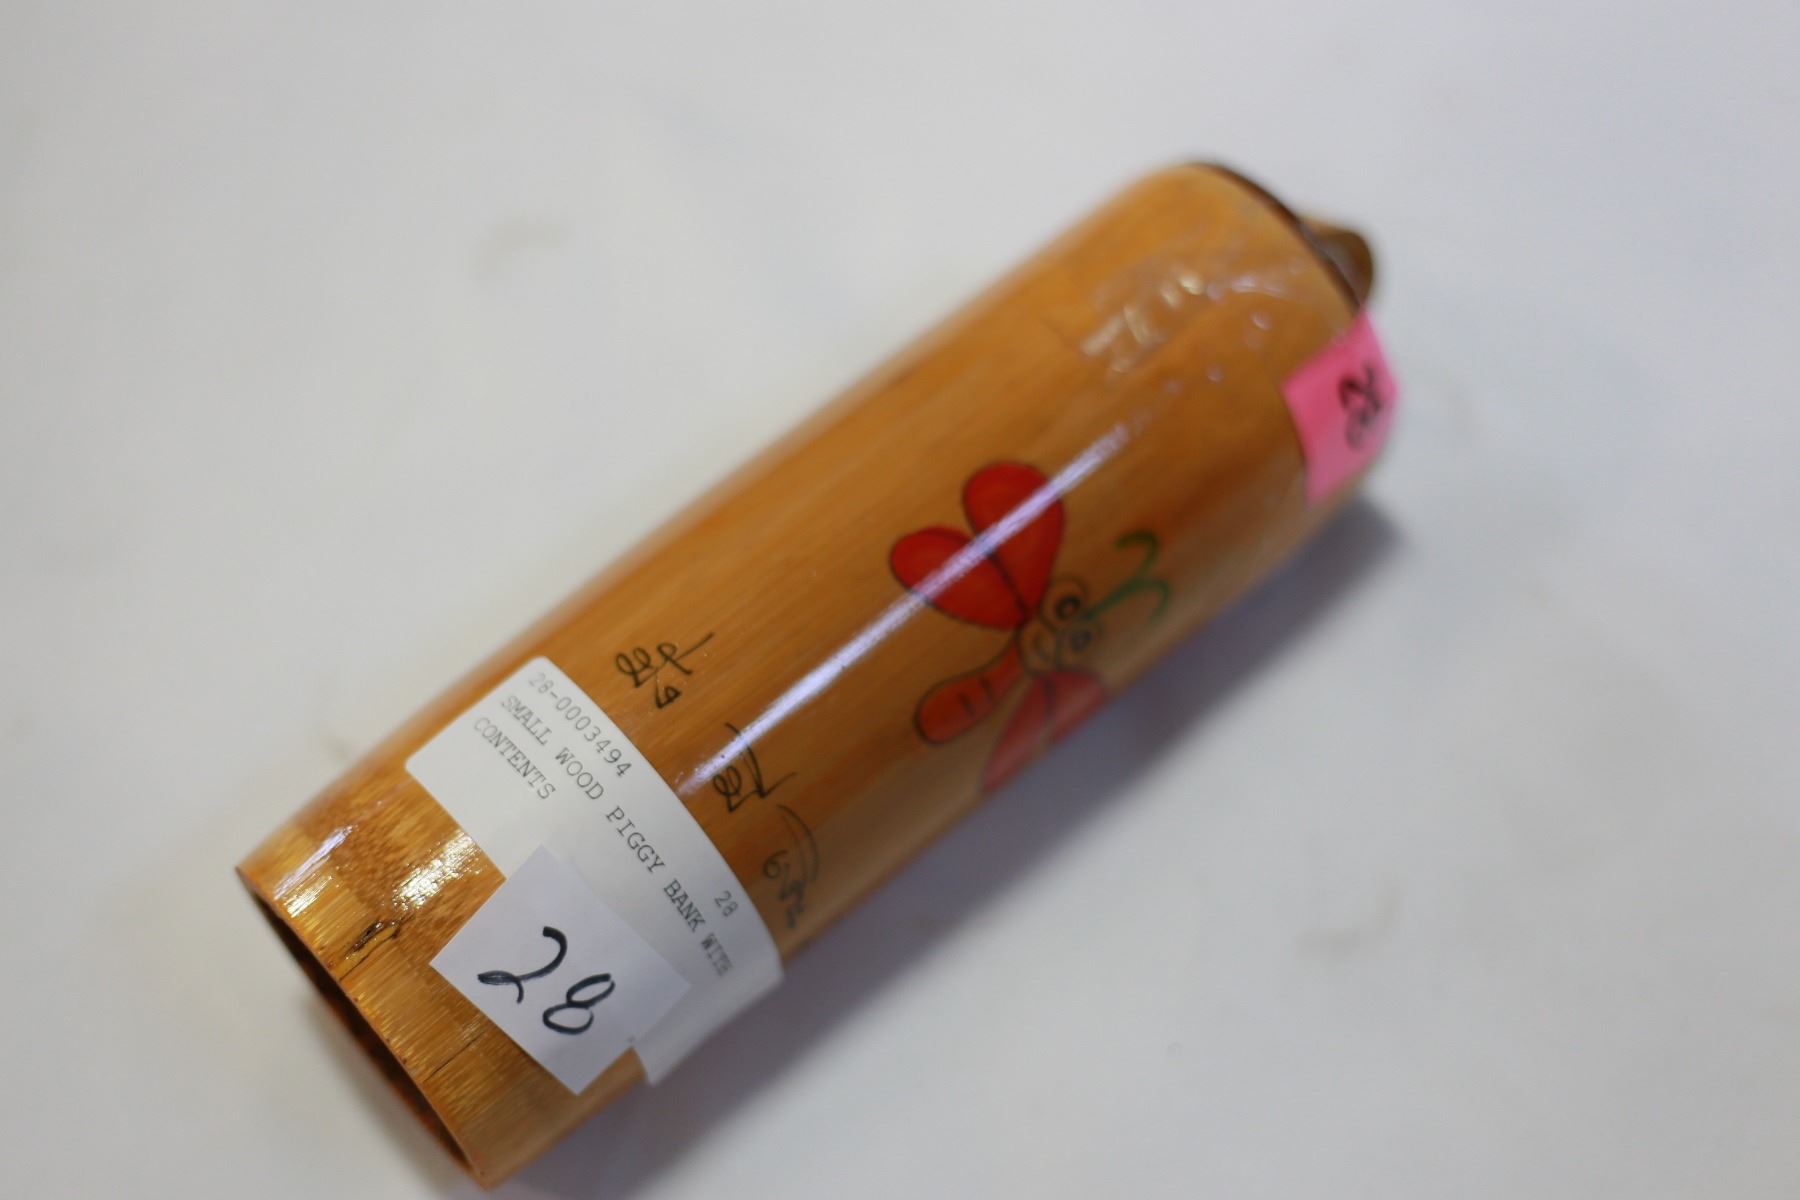 28
28-0003494
28
SMALL WOOD PIGGY BANK WITH
CONTENTS
28